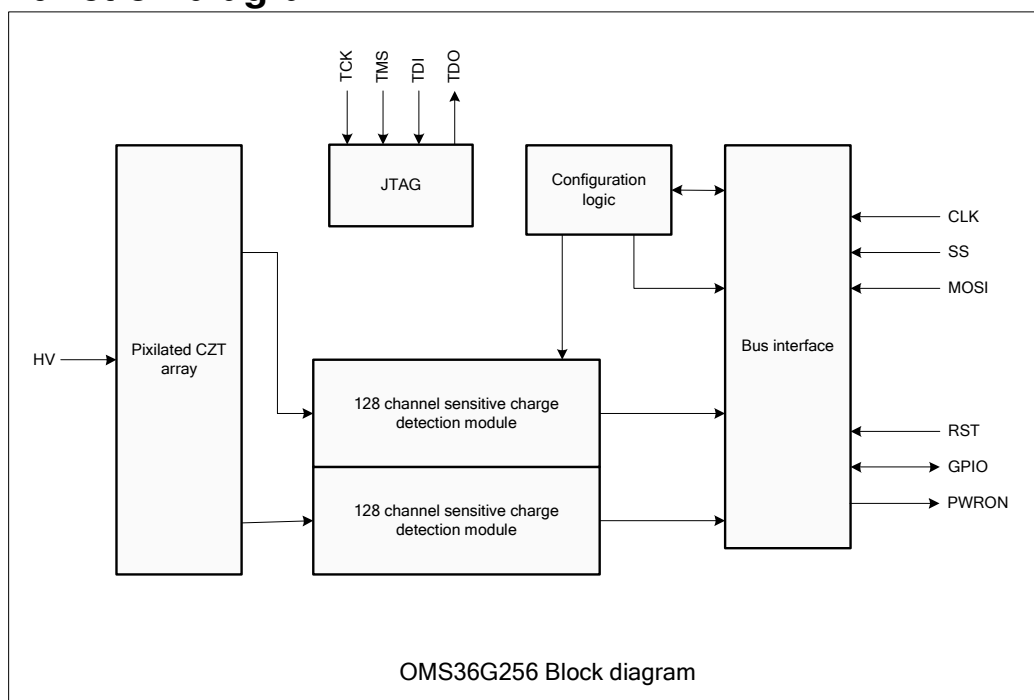 TCK
TMS
TDI
TDO
JTAG
Configuration
logic
CLK
SS
MOSI
HV
Pixilated CZT
array
Bus interface
128 channel sensitive charge
detection module
RST
GPIO
PWRON
128 channel sensitive charge
detection module
OMS36G256 Block diagram